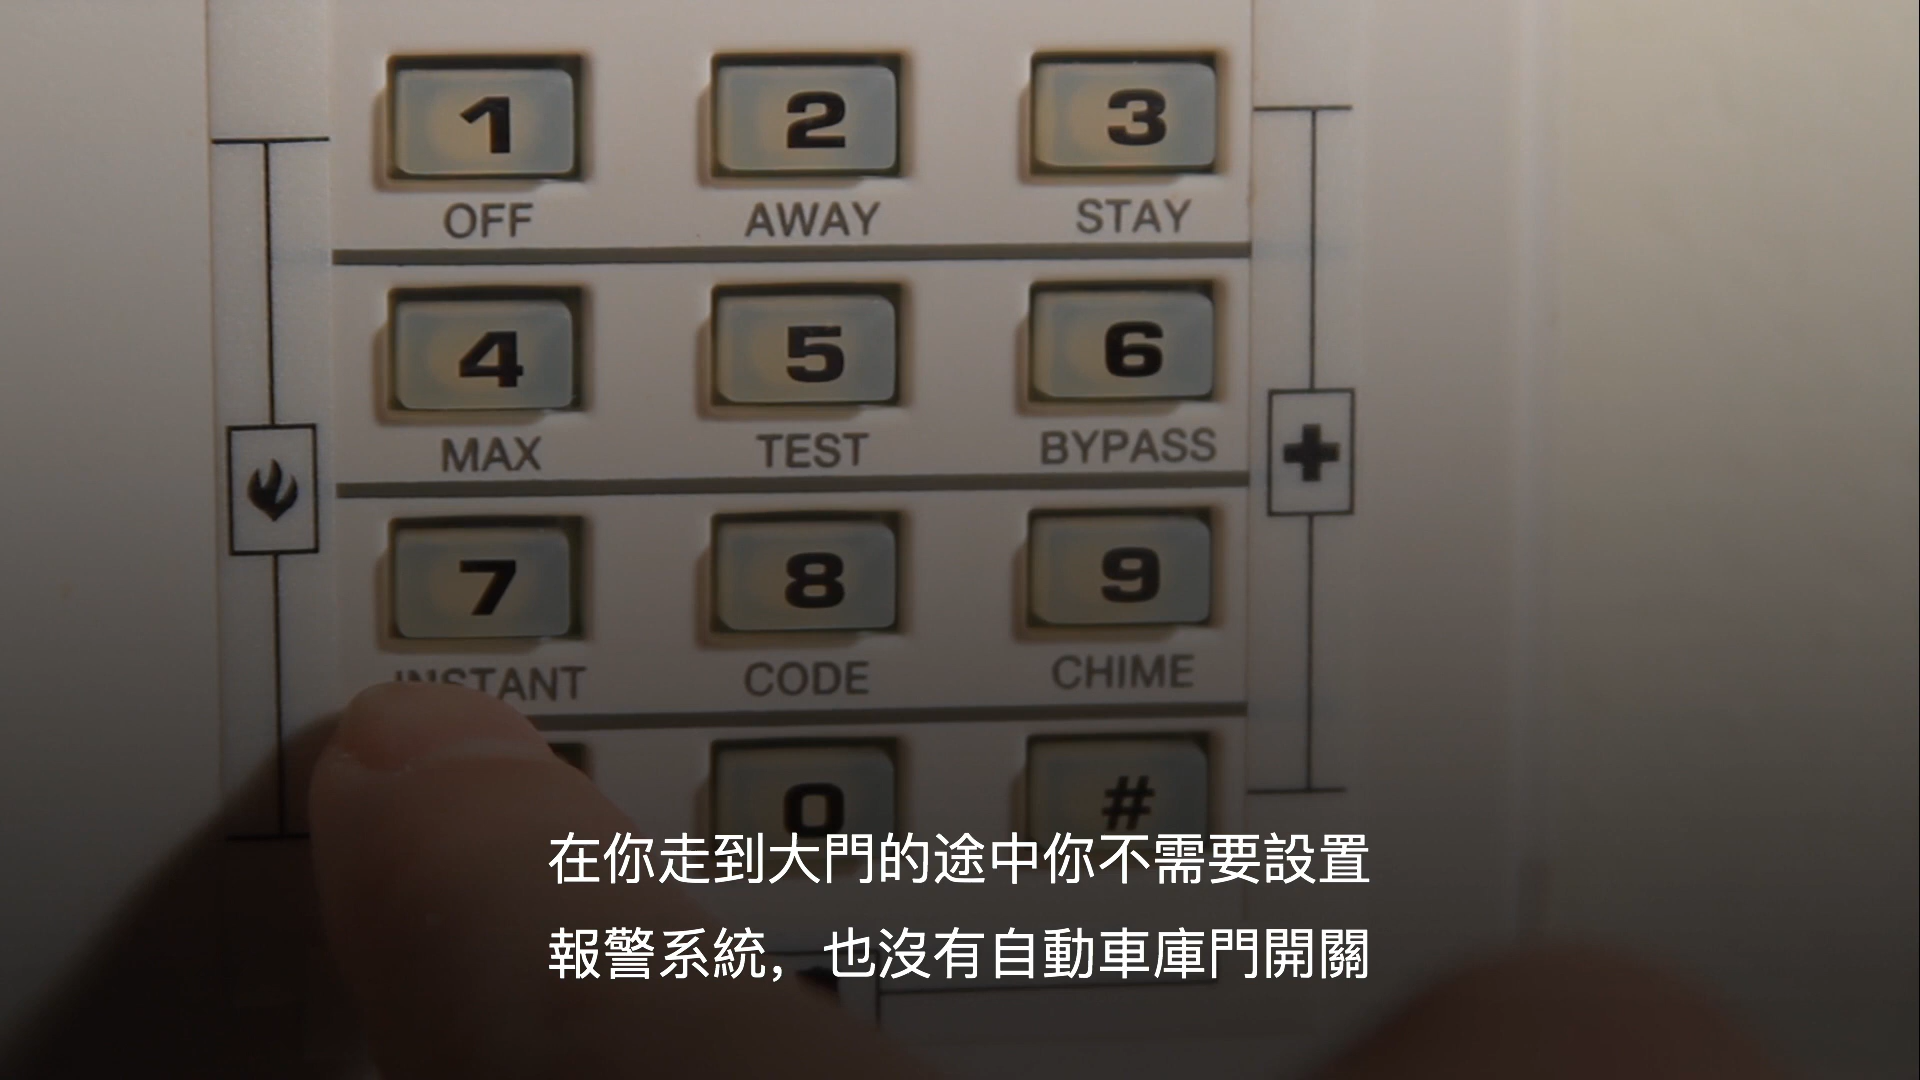 1 2 3
OFF AWAY STAY
4 5 6
MAX TEST BYPASS
7 8 9
INSTANT CODE CHIME
0 #
在你走到大門的途中你不需要設置
報警系統，也沒有自動車庫門開關